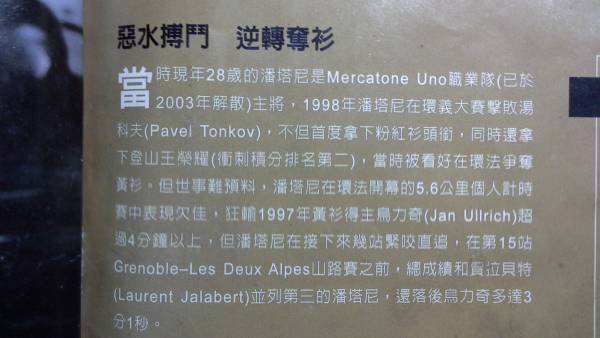 惡水搏鬥 逆轉奪衫
當時現年28歲的潘塔尼是Mercatone Uno職業隊(已於
2003年解散)主將，1998年潘塔尼在環義大賽擊敗湯
科夫(Pavel Tonkov)，不但首度拿下粉紅衫頭銜，同時還拿
下登山王榮耀(衝刺積分排名第二)，當時被看好在環法爭奪
黃衫。但世事難預料，潘塔尼在環法開幕的5.6公里個人計時
賽中表現欠佳，狂輸1997年黃衫得主烏力奇(Jan Ullrich)超
過4分鐘以上，但潘塔尼在接下來幾站緊咬直追，在第15站
Grenoble–Les Deux Alpes山路賽之前，總成績和賈拉貝特
(Laurent Jalabert)並列第三的潘塔尼，還落後烏力奇多達3
分1秒。